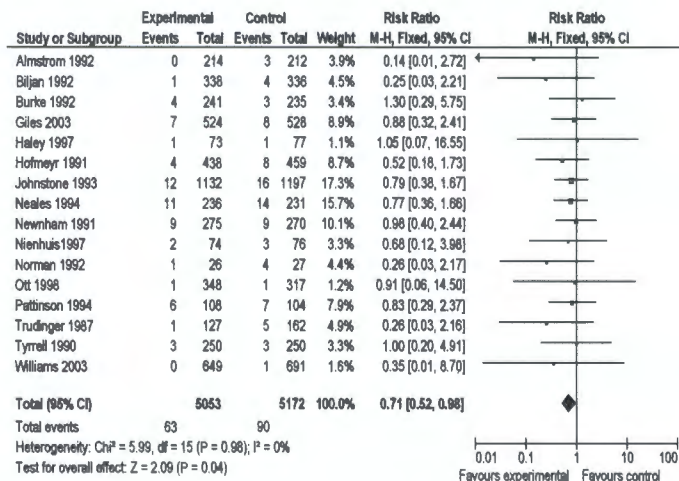 Experimental Control Risk Ratio Risk Ratio
Study or Subgroup Events Total Events Total Weight M-H, Fixed, 95% CI M-H, Fixed, 95% CI
Almstrom 1992 0 214 3 212 3.9% 0.14 [0.01, 2.72]
Biljan 1992 1 338 4 336 4.3% 0.25 [0.03, 2.21]
Burke 1992 4 241 3 235 3.4% 1.30 [0.29, 5.75]
Giles 2003 7 524 8 528 8.9% 0.88 [0.32, 2.41]
Haley 1997 1 73 1 77 1.1% 1.05 [0.07, 16.55]
Hofmeyr 1991 4 438 8 459 8.7% 0.52 [0.18, 1.73]
Johnstone 1993 12 1132 16 1197 17.3% 0.79 [0.38, 1.67]
Neales 1994 11 236 14 231 15.7% 0.77 [0.36, 1.66]
Newnham 1991 9 275 9 270 10.1% 0.98 [0.40, 2.44]
Nienhuis1997 2 74 3 76 3.3% 0.68 [0.12, 3.98]
Norman 1992 1 26 4 27 4.4% 0.26 [0.03, 2.17]
Ott 1998 1 348 1 317 1.2% 0.91 [0.06, 14.50]
Pattinson 1994 6 108 7 104 7.9% 0.83 [0.29, 2.37]
Trudinger 1987 1 127 5 162 4.9% 0.26 [0.03, 2.16]
Tyrrell 1990 3 250 3 250 3.3% 1.00 [0.20, 4.91]
Williams 2003 0 649 1 691 1.6% 0.35 [0.01, 8.70]
Total (95% CI) 5053 5172 100.0% 0.71 [0.52, 0.98]
Total events 63 90
Heterogeneity: Chi² = 5.99, df = 15 (P = 0.98); I² = 0%
Test for overall effect: Z = 2.09 (P = 0.04)
0.01 0.1 1 10 100
Favours experimental Favours control